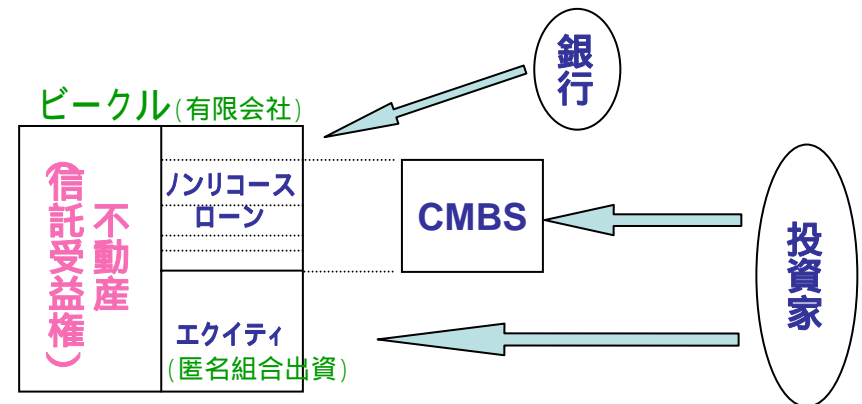 銀行
ビークル(有限会社)
不動産
(信託受益権)
ノンリコース
ローン
CMBS
投資家
エクイティ
(匿名組合出資)